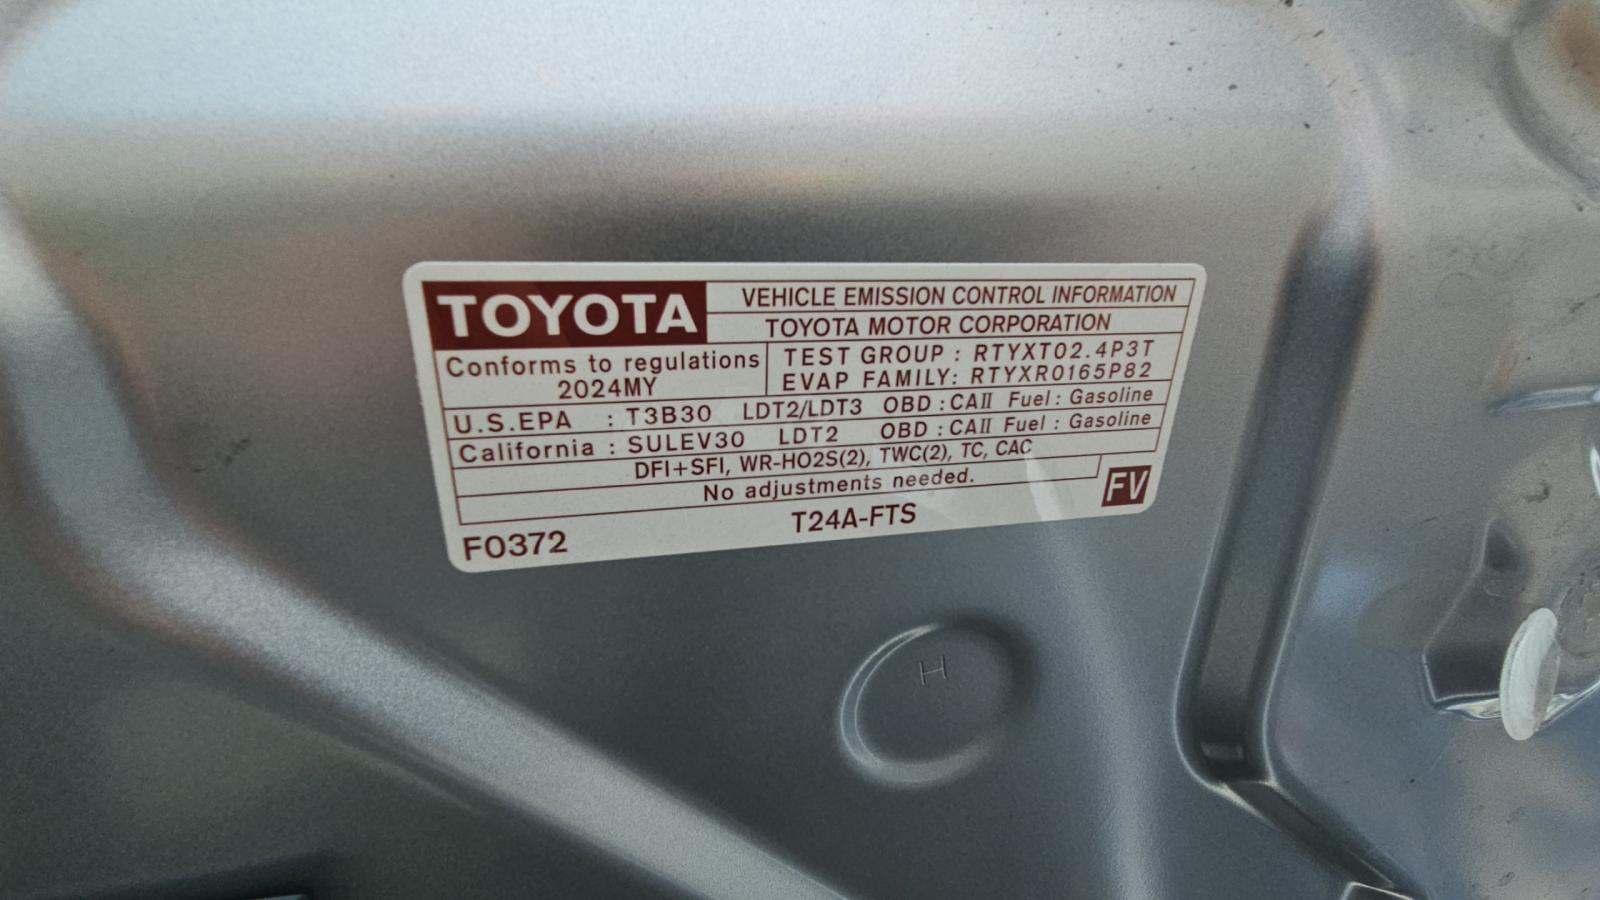 TOYOTA
VEHICLE EMISSION CONTROL INFORMATION
TOYOTA MOTOR CORPORATION
Conforms to regulations
2024MY
TEST GROUP : RTYXT02.4P3T
EVAP FAMILY: RTYXR0165P82
U.S.EPA : T3B30 LDT2/LDT3 OBD : CAII Fuel : Gasoline
California : SULEV30 LDT2 OBD : CAII Fuel : Gasoline
DFI+SFI, WR-HO2S(2), TWC(2), TC, CAC
No adjustments needed.
FV
F0372
T24A-FTS
H